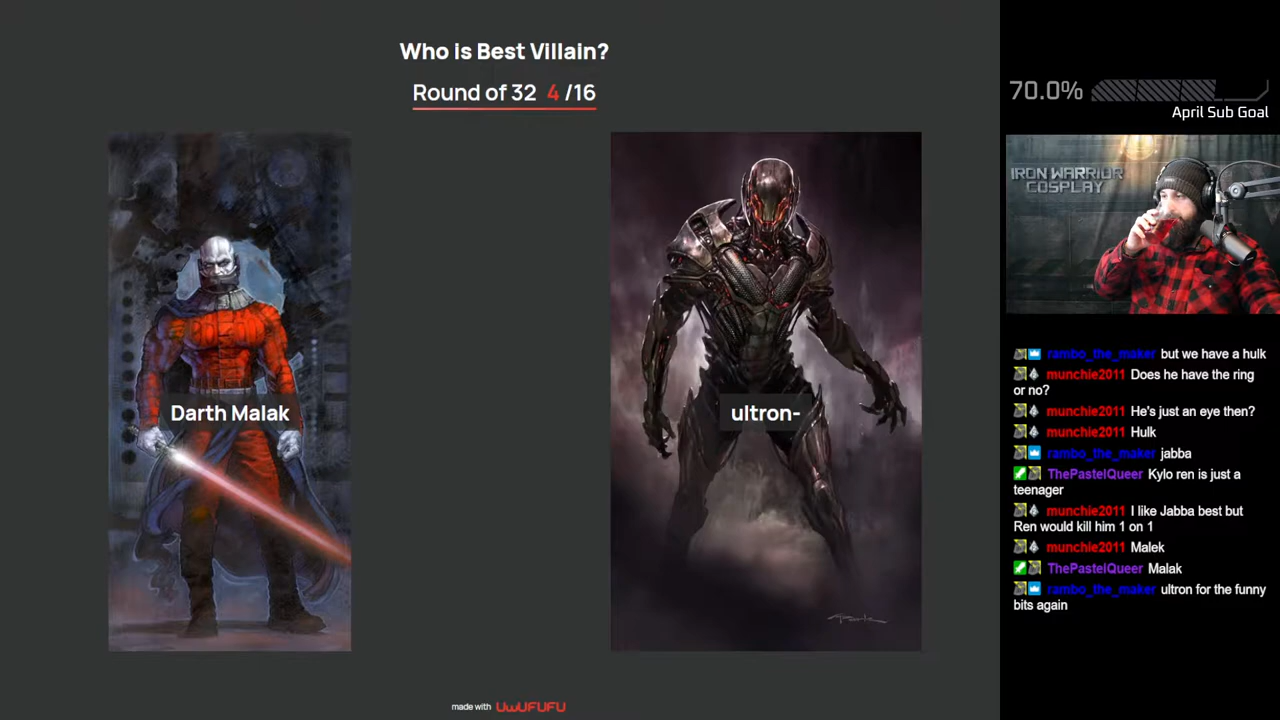 Who is Best Villain?
Round of 32 4 /16
Darth Malak
ultron-
made with UWUFUFU
70.0%
April Sub Goal
IRON WARRIOR
COSPLAY
rambo_the_maker but we have a hulk
munchie2011 Does he have the ring
or no?
munchie2011 He's just an eye then?
munchie2011 Hulk
rambo_the_maker jabba
ThePastelQueer Kylo ren is just a
teenager
munchie2011 I like Jabba best but
Ren would kill him 1 on 1
munchie2011 Malek
ThePastelQueer Malak
rambo_the_maker ultron for the funny
bits again